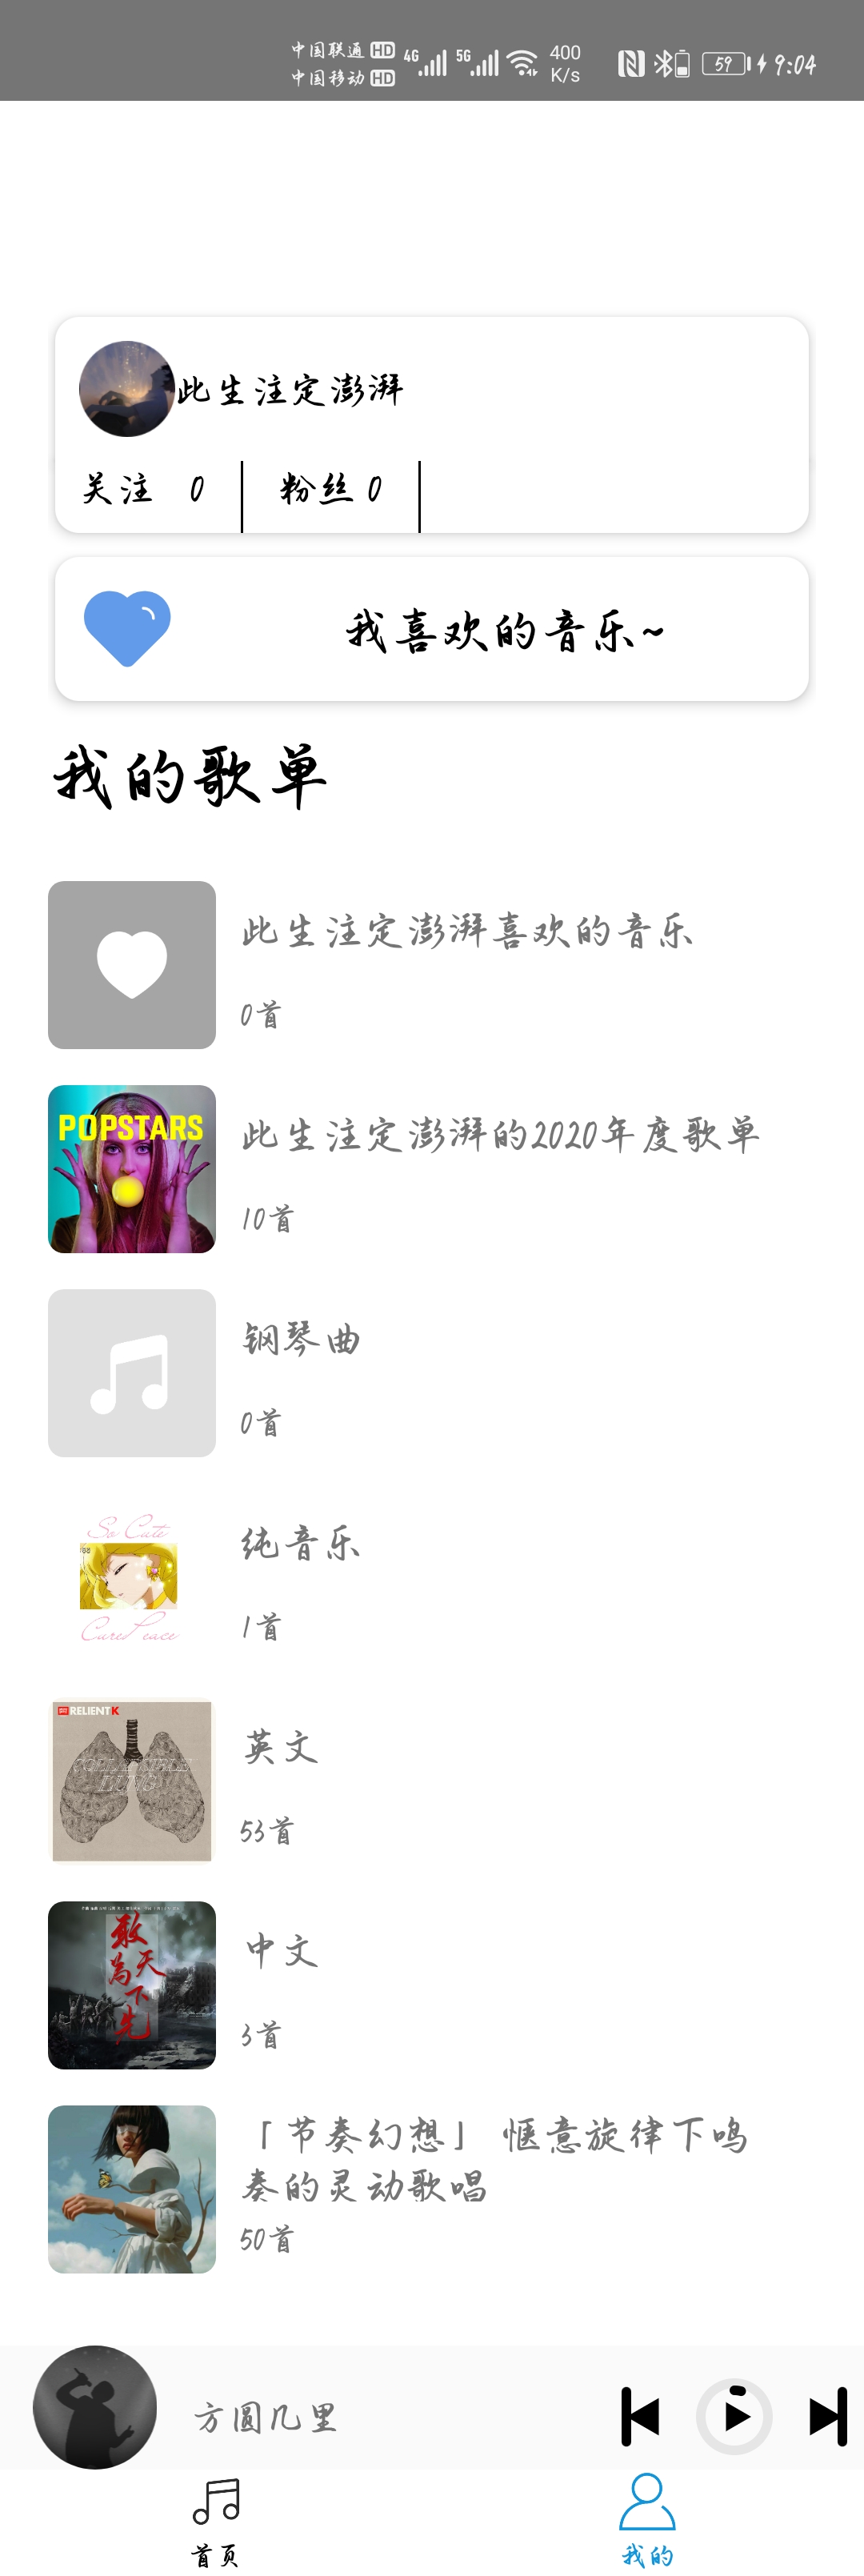 中国联通 HD 4G 5G 400 K/s 59 9:04
中国移动 HD
此生注定澎湃
关注 0 粉丝 0
我喜欢的音乐~
我的歌单
此生注定澎湃喜欢的音乐
0首
POPSTARS
此生注定澎湃的2020年度歌单
10首
钢琴曲
0首
So Cute
纯音乐
CurePeace
1首
RELIENT K
英文
53首
敢为天下先
中文
3首
「节奏幻想」 惬意旋律下鸣
奏的灵动歌唱
50首
方圆几里
首页 我的